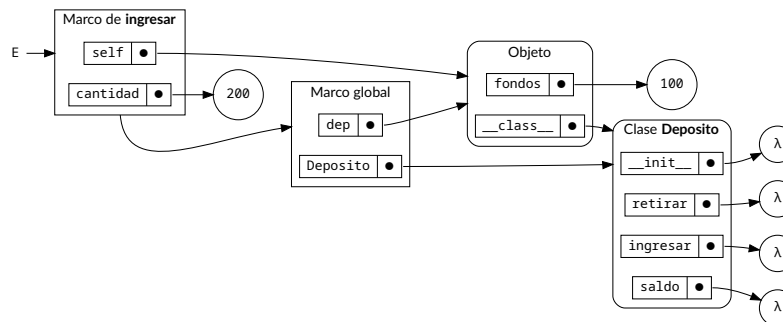 E
Marco de ingresar
self
cantidad
200
Marco global
dep
Deposito
Objeto
fondos
__class__
100
Clase Deposito
__init__
retirar
ingresar
saldo
λ
λ
λ
λ